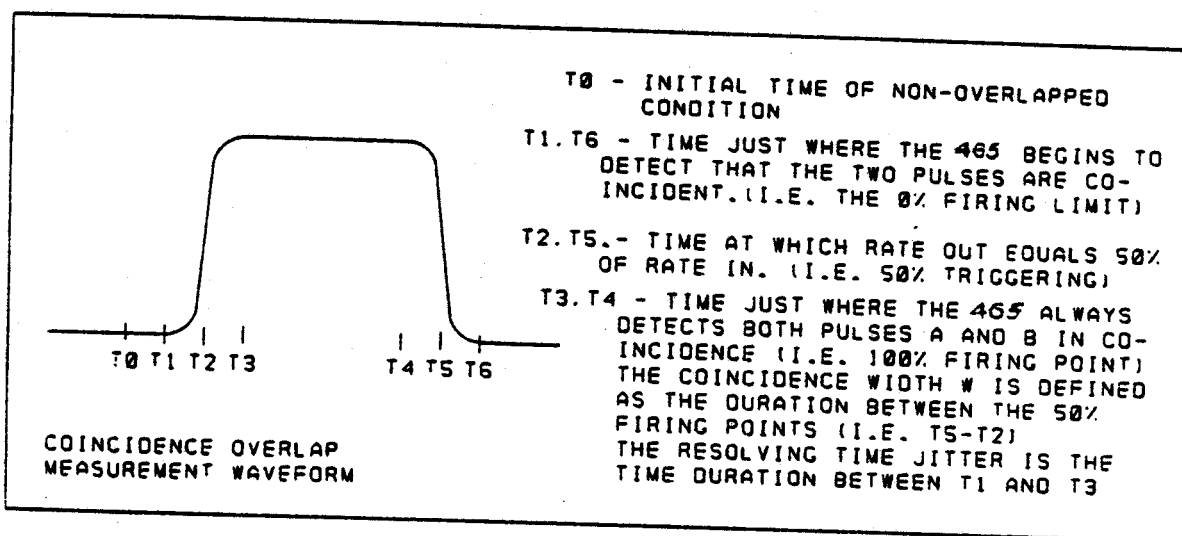 T0 - INITIAL TIME OF NON-OVERLAPPED
CONDITION
T1.T6 - TIME JUST WHERE THE 465 BEGINS TO
DETECT THAT THE TWO PULSES ARE CO-
INCIDENT.(I.E. THE 0% FIRING LIMIT)
T2.T5.- TIME AT WHICH RATE OUT EQUALS 50%
OF RATE IN. (I.E. 50% TRIGGERING)
T3.T4 - TIME JUST WHERE THE 465 ALWAYS
DETECTS BOTH PULSES A AND B IN CO-
INCIDENCE (I.E. 100% FIRING POINT)
THE COINCIDENCE WIDTH W IS DEFINED
AS THE DURATION BETWEEN THE 50%
FIRING POINTS (I.E. T5-T2)
THE RESOLVING TIME JITTER IS THE
TIME DURATION BETWEEN T1 AND T3
T0 T1 T2 T3 T4 T5 T6
COINCIDENCE OVERLAP
MEASUREMENT WAVEFORM